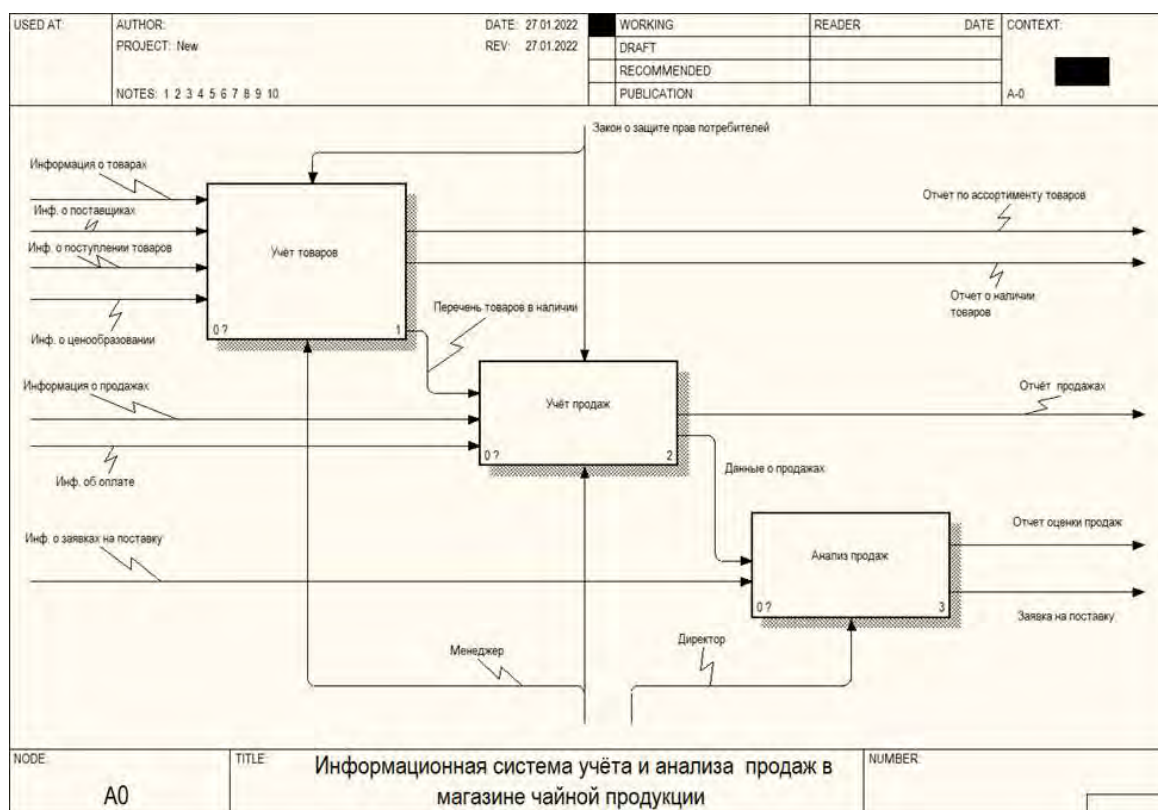 USED AT:
AUTHOR:
DATE: 27.01.2022
PROJECT: New
REV: 27.01.2022
NOTES: 1 2 3 4 5 6 7 8 9 10
WORKING
DRAFT
RECOMMENDED
PUBLICATION
READER
DATE
CONTEXT:
A-0
Закон о защите прав потребителей
Информация о товарах
Инф. о поставщиках
Инф. о поступлении товаров
Инф. о ценообразовании
Учёт товаров
0 ?
1
Отчет по ассортименту товаров
Отчет о наличии
товаров
Перечень товаров в наличии
Информация о продажах
Инф. об оплате
Учёт продаж
0 ?
2
Отчёт продажах
Данные о продажах
Инф. о заявках на поставку
Анализ продаж
0 ?
3
Отчет оценки продаж
Заявка на поставку
Менеджер
Директор
NODE:
A0
TITLE:
Информационная система учёта и анализа продаж в
магазине чайной продукции
NUMBER: